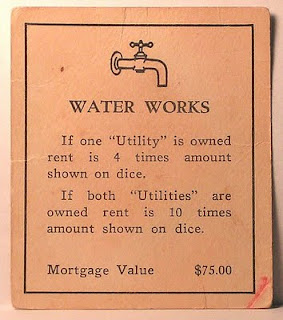 WATER WORKS
If one "Utility" is owned
rent is 4 times amount
shown on dice.
If both "Utilities" are
owned rent is 10 times
amount shown on dice.
Mortgage Value $75.00